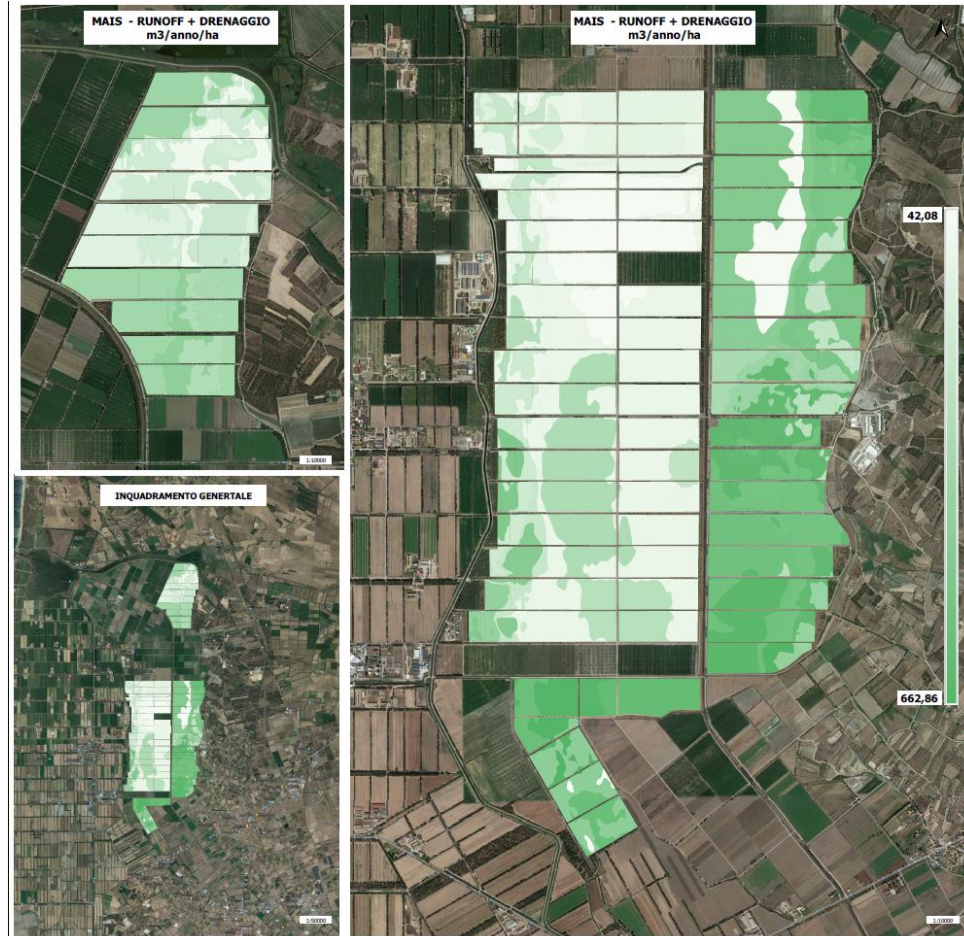 MAIS - RUNOFF + DRENAGGIO
m3/anno/ha
1:10000
INQUADRAMENTO GENERTALE
1:50000
MAIS - RUNOFF + DRENAGGIO
m3/anno/ha
42,08
662,86
1:10000